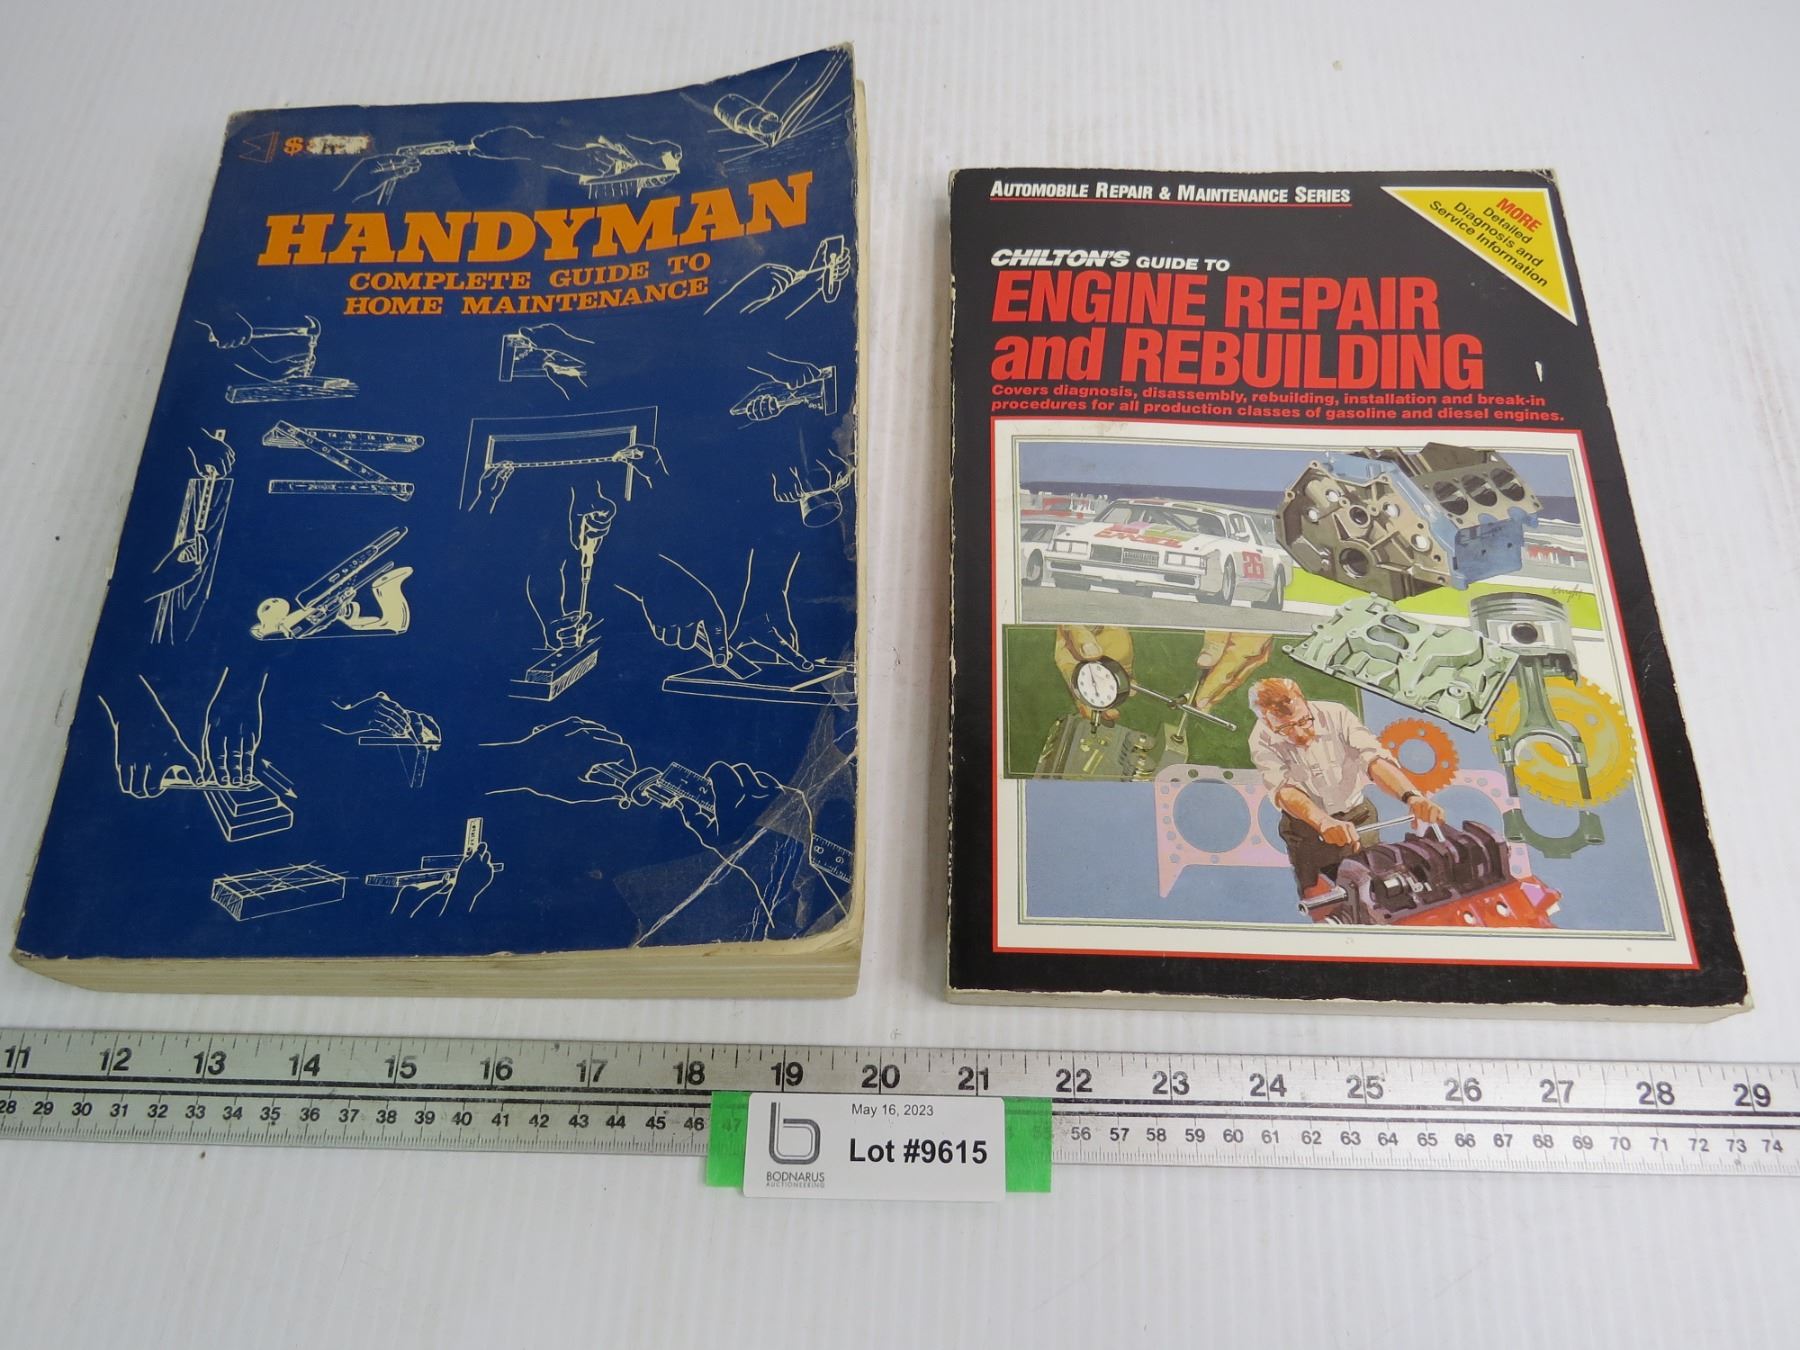 $
HANDYMAN
COMPLETE GUIDE TO
HOME MAINTENANCE
AUTOMOBILE REPAIR & MAINTENANCE SERIES
MORE
Detailed
Diagnosis and
Service Information
CHILTON'S GUIDE TO
ENGINE REPAIR
and REBUILDING
Covers diagnosis, disassembly, rebuilding, installation and break-in
procedures for all production classes of gasoline and diesel engines.
26
11 12 13 14 15 16 17 18 19 20 21 22 23 24 25 26 27 28 29
28 29 30 31 32 33 34 35 36 37 38 39 40 41 42 43 44 45 46 47 55 56 57 58 59 60 61 62 63 64 65 66 67 68 69 70 71 72 73 74
May 16, 2023
Lot #9615
BODNARUS
AUCTIONEERING